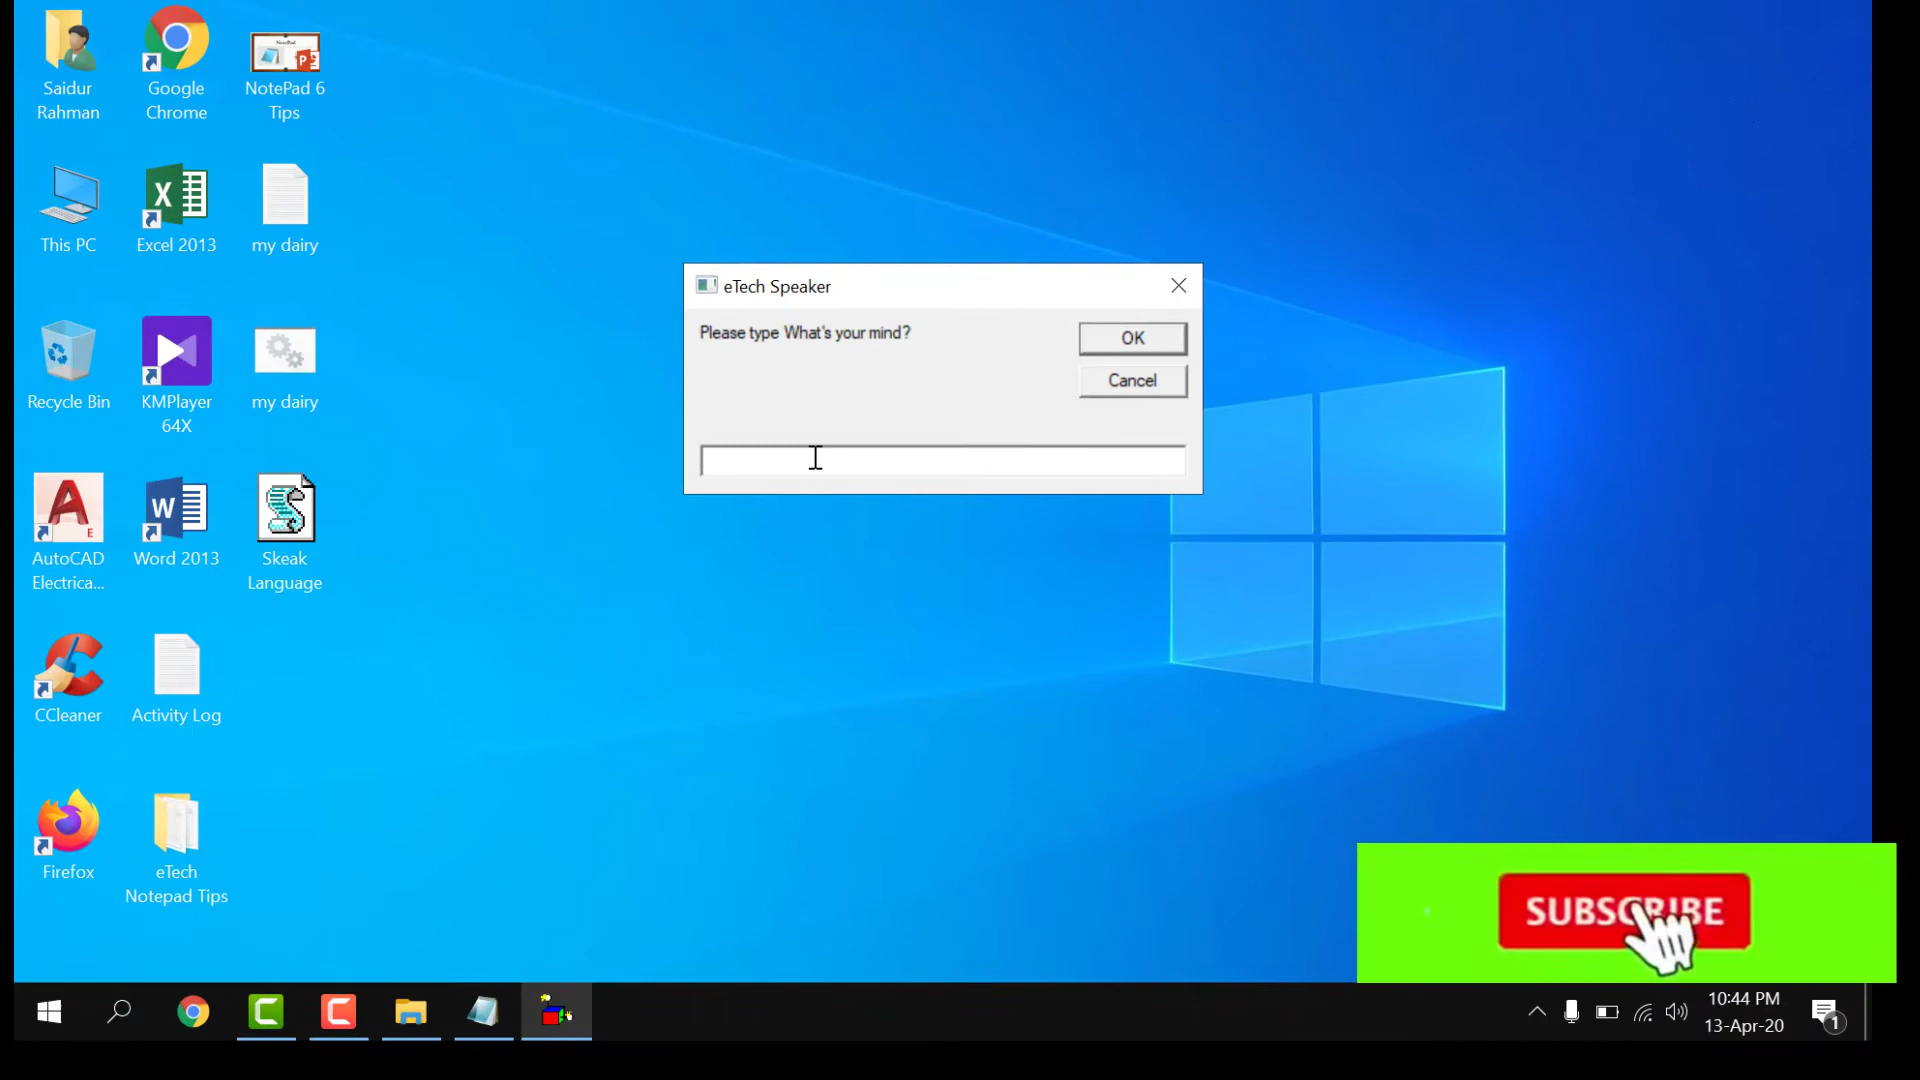 Saidur
Rahman
Google
Chrome
NotePad
NotePad 6
Tips
This PC
Excel 2013
my dairy
Recycle Bin
KMPlayer
64X
my dairy
AutoCAD
Electrica...
Word 2013
Skeak
Language
CCleaner
Activity Log
Firefox
eTech
Notepad Tips
eTech Speaker
Please type What's your mind?
OK
Cancel
SUBSCRIBE
10:44 PM
13-Apr-20
1